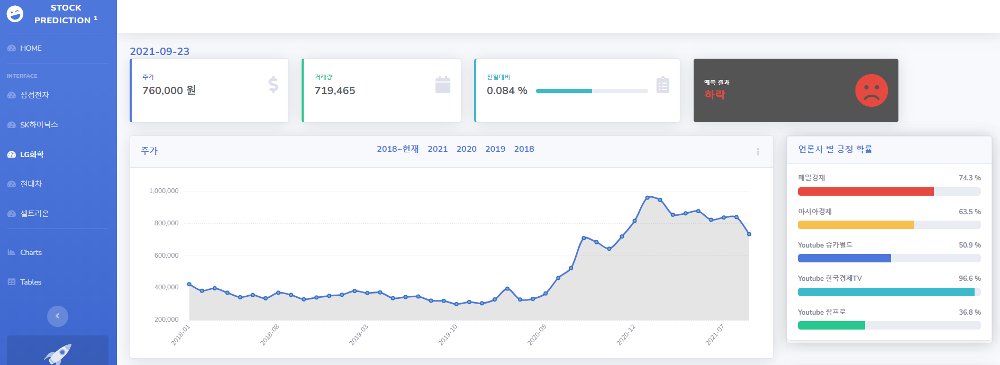 STOCK
PREDICTION 1
HOME
INTERFACE
삼성전자
SK하이닉스
LG화학
현대차
셀트리온
Charts
Tables
2021-09-23
주가
760,000 원
거래량
719,465
전일대비
0.084 %
예측 결과
하락
주가
2018~현재 2021 2020 2019 2018
1,000,000
800,000
600,000
400,000
200,000
2018-01 2018-08 2019-03 2019-10 2020-05 2020-12 2021-07
언론사 별 긍정 확률
매일경제 74.3 %
아시아경제 63.5 %
Youtube 슈카월드 50.9 %
Youtube 한국경제TV 96.6 %
Youtube 삼프로 36.8 %